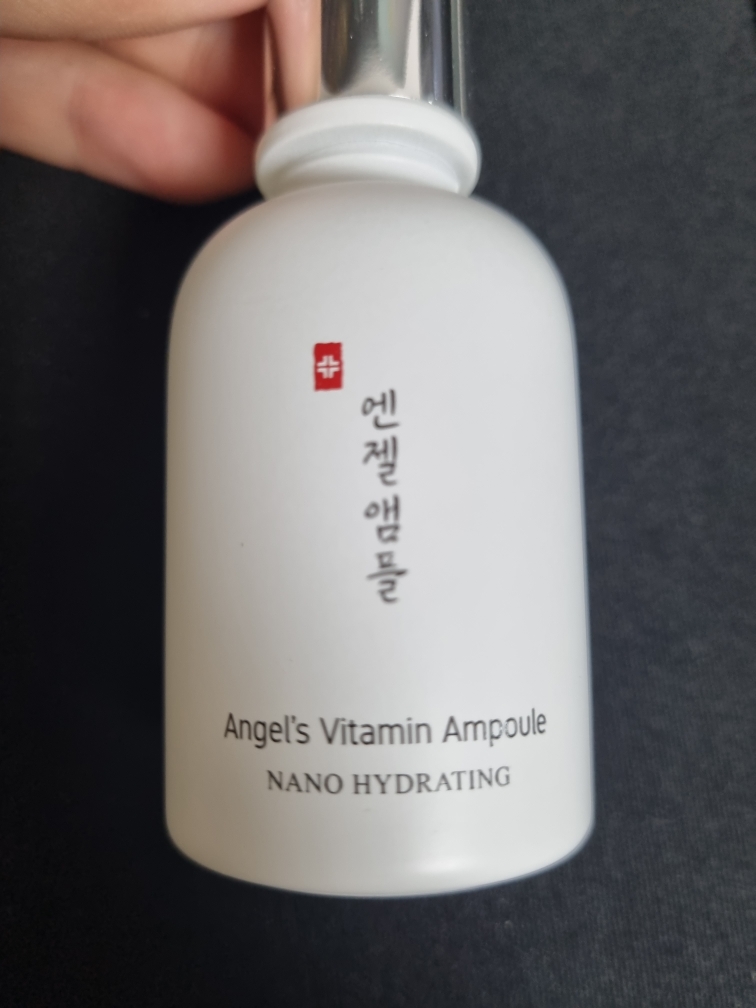 엔젤앰플
Angel's Vitamin Ampoule
NANO HYDRATING